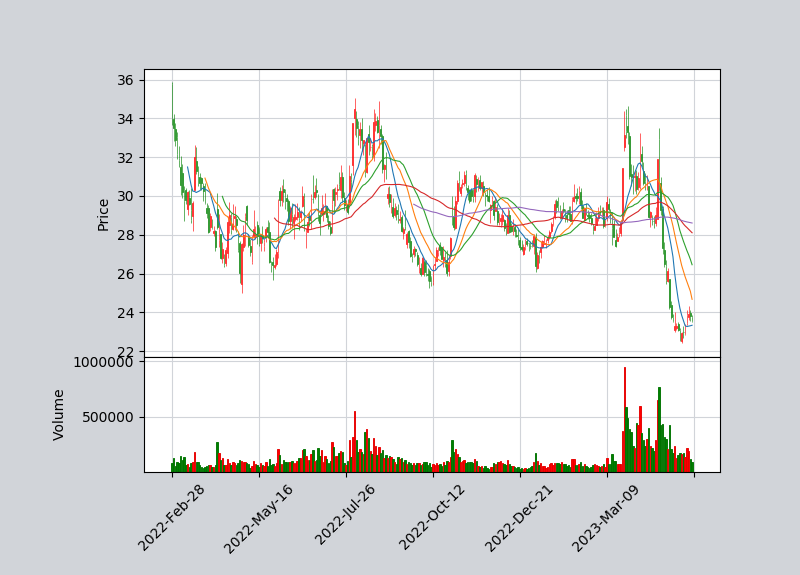 36
34
32
30
28
26
24
22
Price
1000000
500000
Volume
2022-Feb-28
2022-May-16
2022-Jul-26
2022-Oct-12
2022-Dec-21
2023-Mar-09